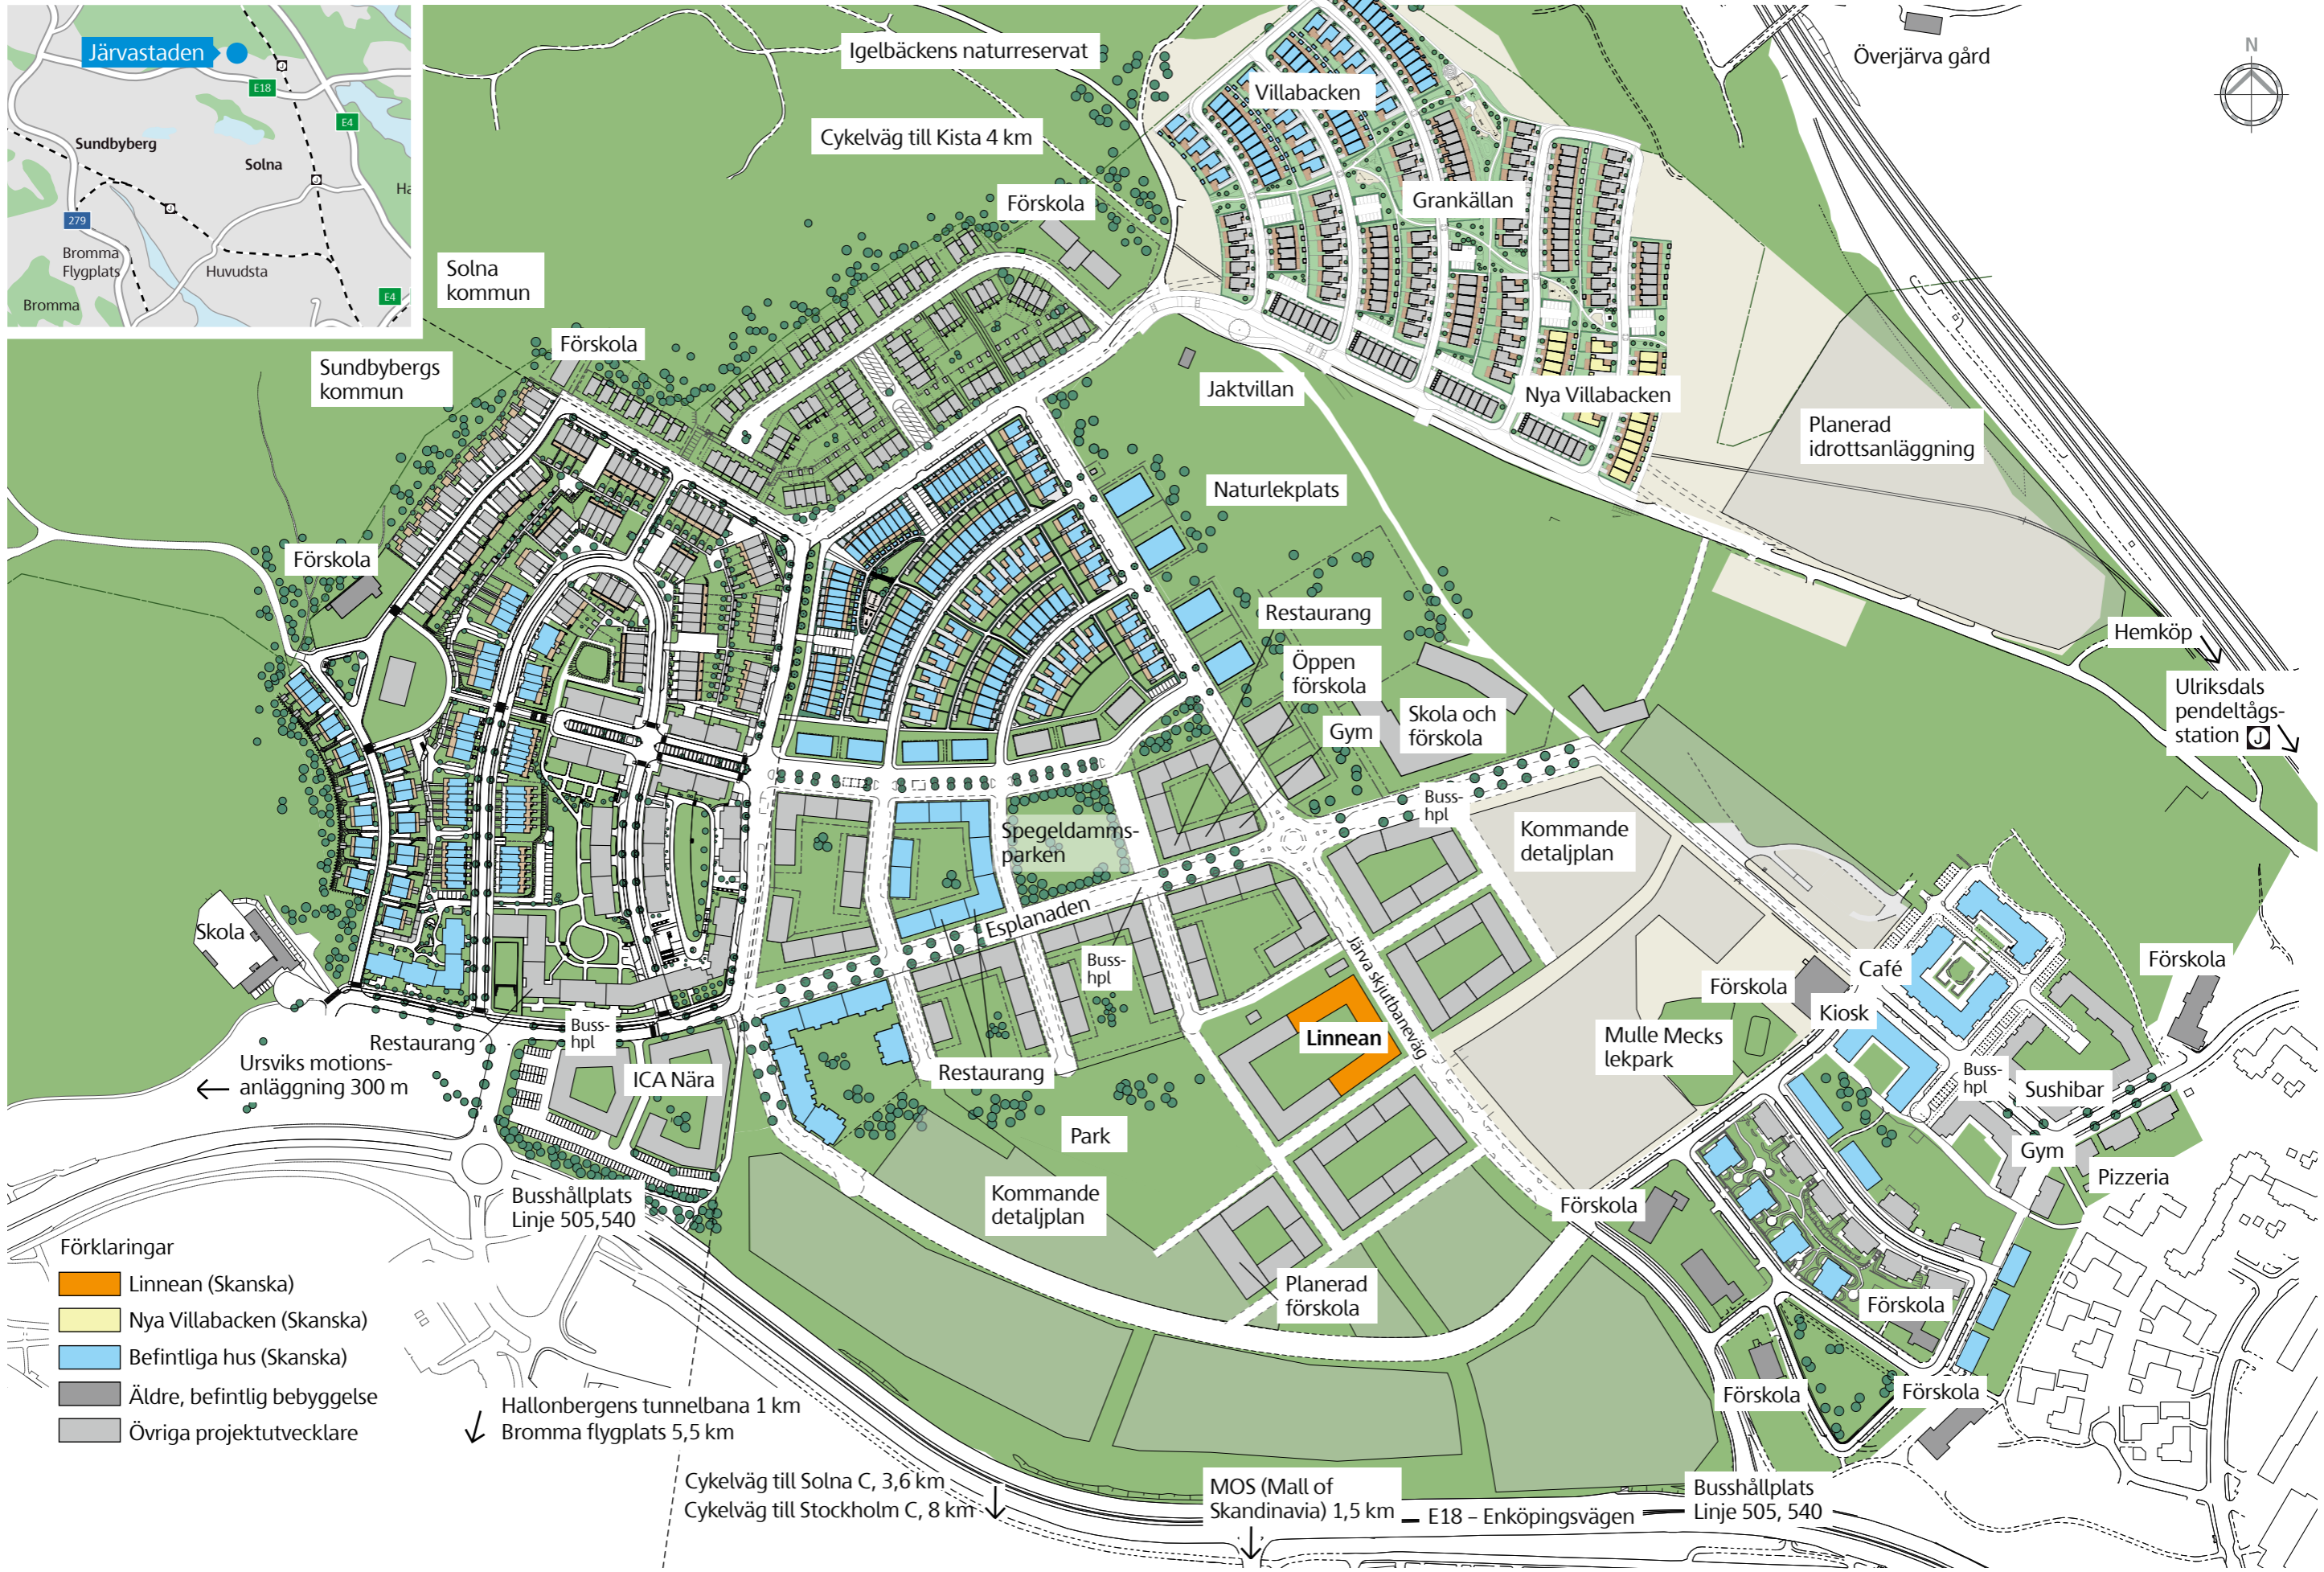 Järvastaden
E18
E4
Sundbyberg
Solna
279
Bromma
Flygplats
Huvudsta
E4
Bromma
Ha
Igelbäckens naturreservat
Cykelväg till Kista 4 km
Villabacken
Överjärva gård
N
Förskola
Grankällan
Solna
kommun
Förskola
Sundbybergs
kommun
Jaktvillan
Nya Villabacken
Planerad
idrottsanläggning
Naturlekplats
Förskola
Restaurang
Hemköp
Öppen
förskola
Ulriksdals
pendeltågs-
station J
Gym
Skola och
förskola
Buss-
hpl
Spegeldamms-
parken
Kommande
detaljplan
Esplanaden
Skola
Järva skjutbaneväg
Buss-
hpl
Café
Förskola
Förskola
Kiosk
Restaurang
Buss-
hpl
Linnean
Mulle Mecks
lekpark
Ursviks motions-
anläggning 300 m
ICA Nära
Restaurang
Buss-
hpl
Sushibar
Park
Gym
Pizzeria
Busshållplats
Linje 505,540
Kommande
detaljplan
Förskola
Planerad
förskola
Förskola
Förklaringar
Linnean (Skanska)
Nya Villabacken (Skanska)
Befintliga hus (Skanska)
Äldre, befintlig bebyggelse
Övriga projektutvecklare
Förskola
Förskola
Hallonbergens tunnelbana 1 km
Bromma flygplats 5,5 km
Cykelväg till Solna C, 3,6 km
Cykelväg till Stockholm C, 8 km
MOS (Mall of
Skandinavia) 1,5 km
E18 – Enköpingsvägen
Busshållplats
Linje 505, 540